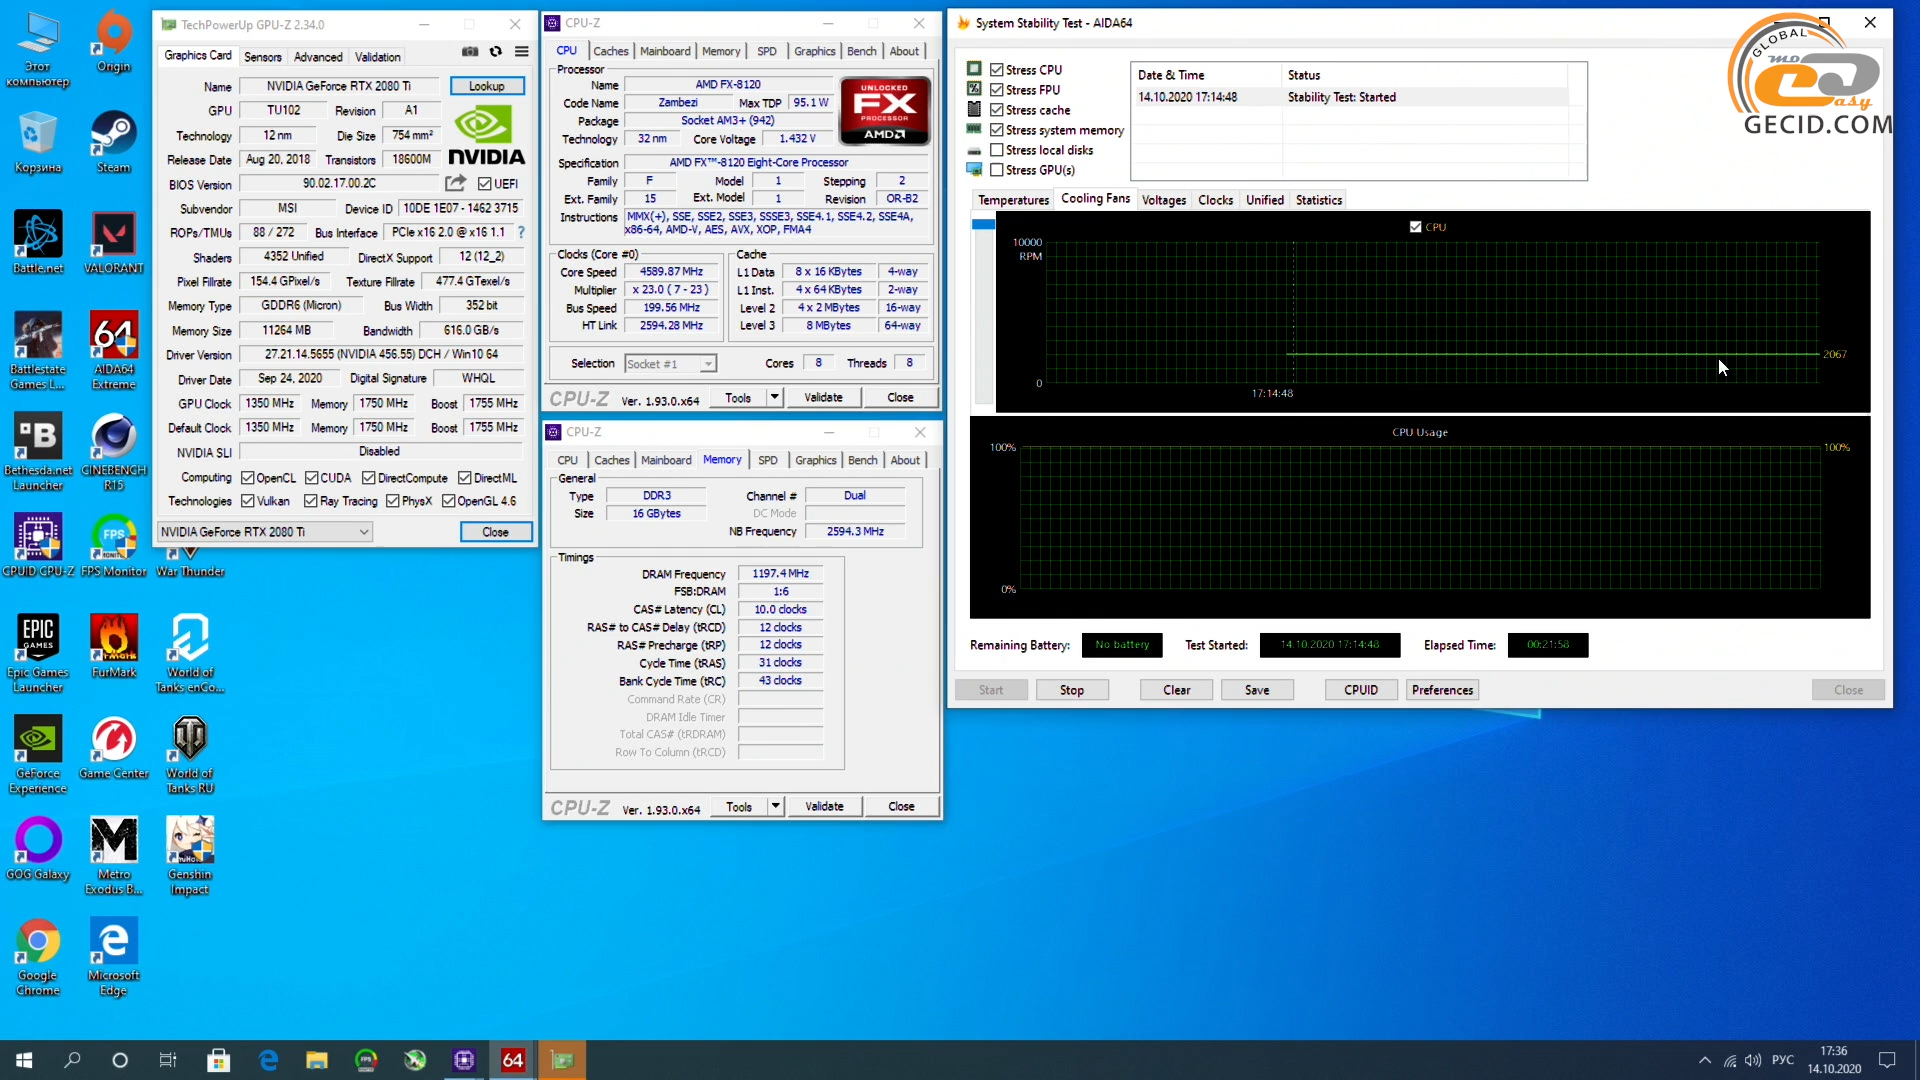 Этот компьютер
Origin
Корзина
Steam
Battle.net
VALORANT
Battlestate Games L...
AIDA64 Extreme
Bethesda.net Launcher
CINEBENCH R15
CPUID CPU-Z
FPS Monitor
War Thunder
Epic Games Launcher
FurMark
World of Tanks enCo...
GeForce Experience
Game Center
World of Tanks RU
GOG Galaxy
Metro Exodus B...
Genshin Impact
Google Chrome
Microsoft Edge
TechPowerUp GPU-Z 2.34.0
Graphics Card Sensors Advanced Validation
Name NVIDIA GeForce RTX 2080 Ti Lookup
GPU TU102 Revision A1
Technology 12 nm Die Size 754 mm²
Release Date Aug 20, 2018 Transistors 18600M
NVIDIA
BIOS Version 90.02.17.00.2C UEFI
Subvendor MSI Device ID 10DE 1E07 - 1462 3715
ROPs/TMUs 88 / 272 Bus Interface PCIe x16 2.0 @ x16 1.1 ?
Shaders 4352 Unified DirectX Support 12 (12_2)
Pixel Fillrate 154.4 GPixel/s Texture Fillrate 477.4 GTexel/s
Memory Type GDDR6 (Micron) Bus Width 352 bit
Memory Size 11264 MB Bandwidth 616.0 GB/s
Driver Version 27.21.14.5655 (NVIDIA 456.55) DCH / Win10 64
Driver Date Sep 24, 2020 Digital Signature WHQL
GPU Clock 1350 MHz Memory 1750 MHz Boost 1755 MHz
Default Clock 1350 MHz Memory 1750 MHz Boost 1755 MHz
NVIDIA SLI Disabled
Computing OpenCL CUDA DirectCompute DirectML
Technologies Vulkan Ray Tracing PhysX OpenGL 4.6
NVIDIA GeForce RTX 2080 Ti Close
CPU-Z
CPU Caches Mainboard Memory SPD Graphics Bench About
Processor
Name AMD FX-8120
Code Name Zambezi Max TDP 95.1 W
Package Socket AM3+ (942)
Technology 32 nm Core Voltage 1.432 V
UNLOCKED
FX
PROCESSOR
AMD
Specification AMD FX™-8120 Eight-Core Processor
Family F Model 1 Stepping 2
Ext. Family 15 Ext. Model 1 Revision OR-B2
Instructions MMX(+), SSE, SSE2, SSE3, SSSE3, SSE4.1, SSE4.2, SSE4A,
x86-64, AMD-V, AES, AVX, XOP, FMA4
Clocks (Core #0) Cache
Core Speed 4589.87 MHz L1 Data 8 x 16 KBytes 4-way
Multiplier x 23.0 ( 7 - 23 ) L1 Inst. 4 x 64 KBytes 2-way
Bus Speed 199.56 MHz Level 2 4 x 2 MBytes 16-way
HT Link 2594.28 MHz Level 3 8 MBytes 64-way
Selection Socket #1 Cores 8 Threads 8
CPU-Z Ver. 1.93.0.x64 Tools Validate Close
CPU-Z
CPU Caches Mainboard Memory SPD Graphics Bench About
General
Type DDR3 Channel # Dual
Size 16 GBytes DC Mode
NB Frequency 2594.3 MHz
Timings
DRAM Frequency 1197.4 MHz
FSB:DRAM 1:6
CAS# Latency (CL) 10.0 clocks
RAS# to CAS# Delay (tRCD) 12 clocks
RAS# Precharge (tRP) 12 clocks
Cycle Time (tRAS) 31 clocks
Bank Cycle Time (tRC) 43 clocks
Command Rate (CR)
DRAM Idle Timer
Total CAS# (tRDRAM)
Row To Column (tRCD)
CPU-Z Ver. 1.93.0.x64 Tools Validate Close
System Stability Test - AIDA64
Stress CPU
Stress FPU
Stress cache
Stress system memory
Stress local disks
Stress GPU(s)
Date & Time Status
14.10.2020 17:14:48 Stability Test: Started
GLOBAL
easy
GECID.COM
Temperatures Cooling Fans Voltages Clocks Unified Statistics
CPU
10000
RPM
2067
0
17:14:48
CPU Usage
100% 100%
0%
Remaining Battery: No battery Test Started: 14.10.2020 17:14:48 Elapsed Time: 00:21:58
Start Stop Clear Save CPUID Preferences Close
64
РУС
17:36
14.10.2020